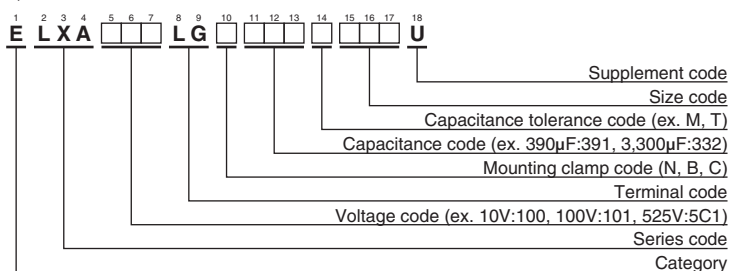 1 2 3 4 5 6 7 8 9 10 11 12 13 14 15 16 17 18
E L X A □□□ L G □ □□□ □ □□□ U
Supplement code
Size code
Capacitance tolerance code (ex. M, T)
Capacitance code (ex. 390μF:391, 3,300μF:332)
Mounting clamp code (N, B, C)
Terminal code
Voltage code (ex. 10V:100, 100V:101, 525V:5C1)
Series code
Category